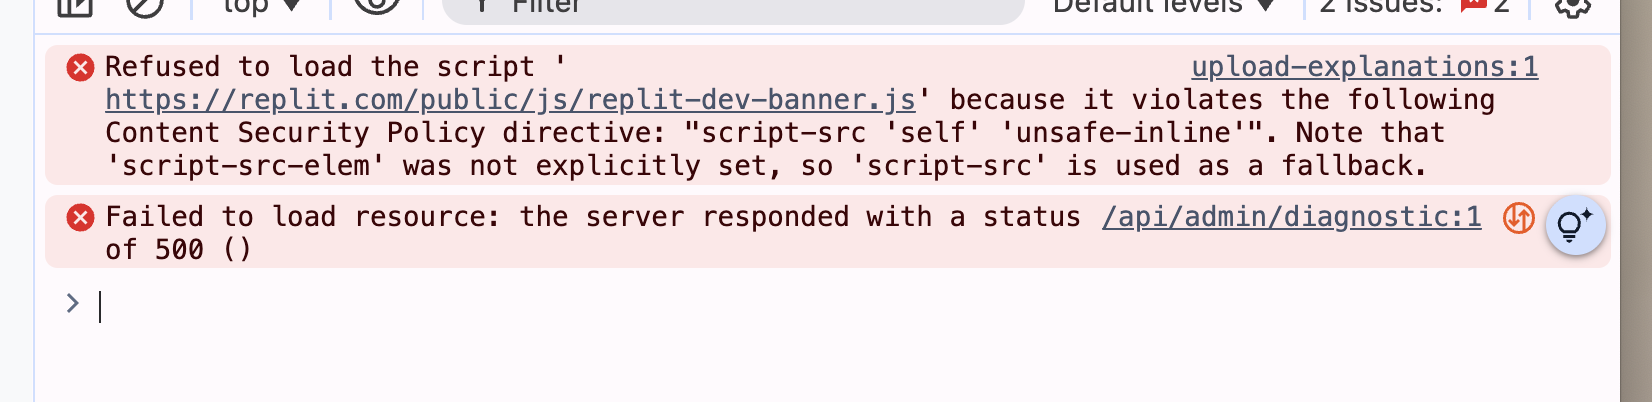 top ▼ Filter Default levels ▼ 2 Issues: 2
Refused to load the script ' upload-explanations:1
https://replit.com/public/js/replit-dev-banner.js' because it violates the following
Content Security Policy directive: "script-src 'self' 'unsafe-inline'". Note that
'script-src-elem' was not explicitly set, so 'script-src' is used as a fallback.
Failed to load resource: the server responded with a status /api/admin/diagnostic:1
of 500 ()
>